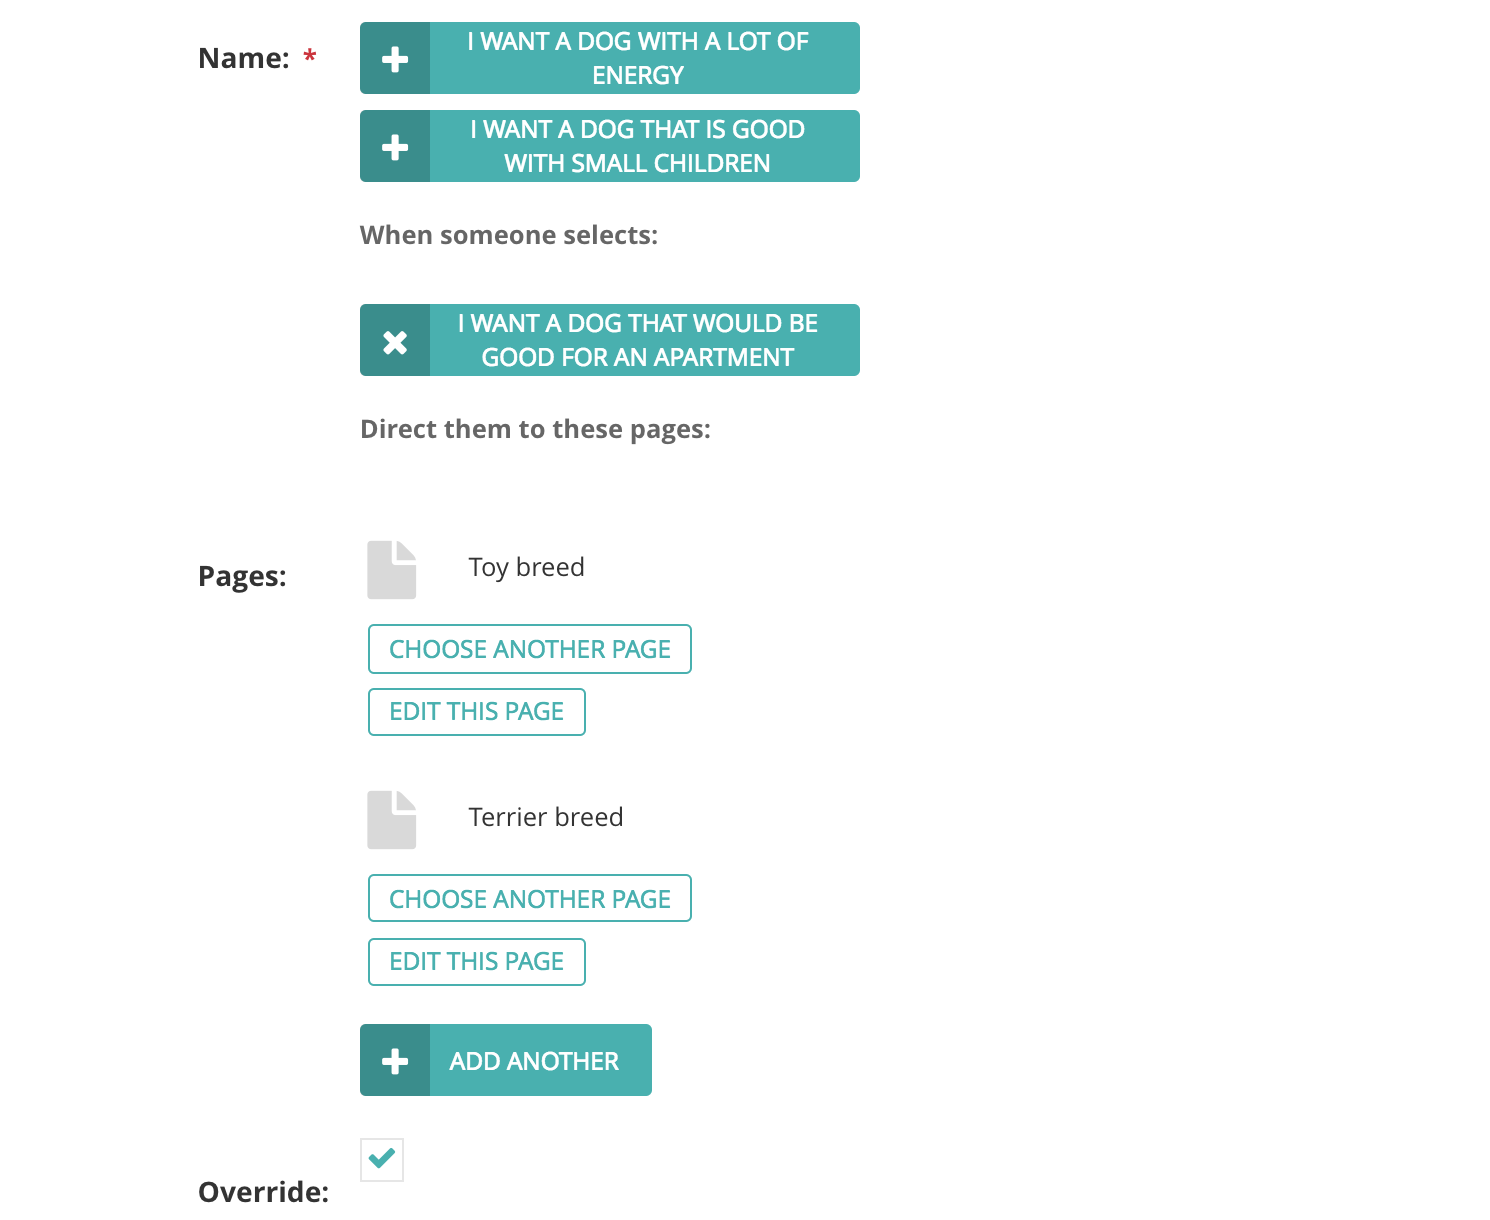 Name: *
I WANT A DOG WITH A LOT OF
ENERGY
I WANT A DOG THAT IS GOOD
WITH SMALL CHILDREN
When someone selects:
I WANT A DOG THAT WOULD BE
GOOD FOR AN APARTMENT
Direct them to these pages:
Pages:
Toy breed
CHOOSE ANOTHER PAGE
EDIT THIS PAGE
Terrier breed
CHOOSE ANOTHER PAGE
EDIT THIS PAGE
ADD ANOTHER
Override: